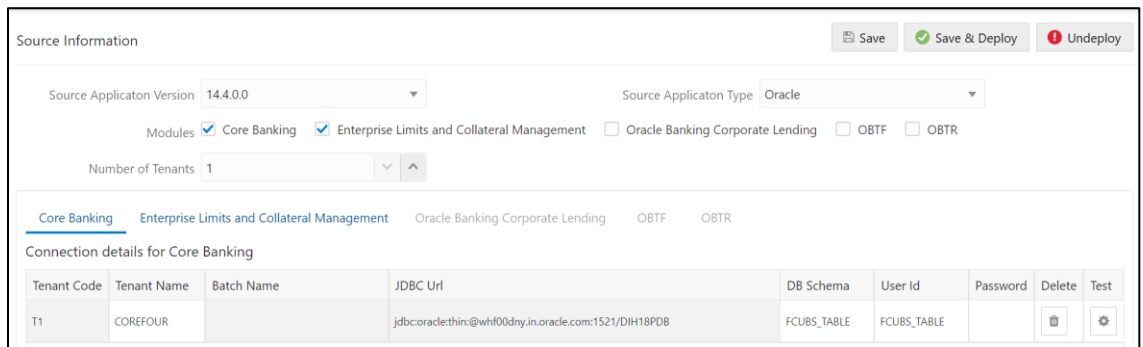 Source Information Save Save & Deploy Undeploy
Source Applicaton Version 14.4.0.0 Source Applicaton Type Oracle
Modules Core Banking Enterprise Limits and Collateral Management Oracle Banking Corporate Lending OBTF OBTR
Number of Tenants 1
Core Banking Enterprise Limits and Collateral Management Oracle Banking Corporate Lending OBTF OBTR
Connection details for Core Banking
Tenant Code Tenant Name Batch Name JDBC Url DB Schema User Id Password Delete Test
T1 COREFOUR jdbc:oracle:thin:@whf00dny.in.oracle.com:1521/DIH18PDB FCUBS_TABLE FCUBS_TABLE